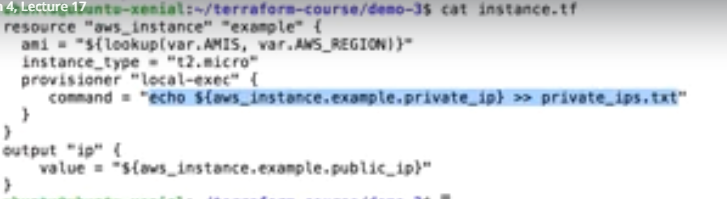 4, Lecture 17
ubuntu-xenial:~/terraform-course/demo-3$ cat instance.tf
resource "aws_instance" "example" {
ami = "${lookup(var.AMIS, var.AWS_REGION)}"
instance_type = "t2.micro"
provisioner "local-exec" {
command = "echo ${aws_instance.example.private_ip} >> private_ips.txt"
}
}
output "ip" {
value = "${aws_instance.example.public_ip}"
}